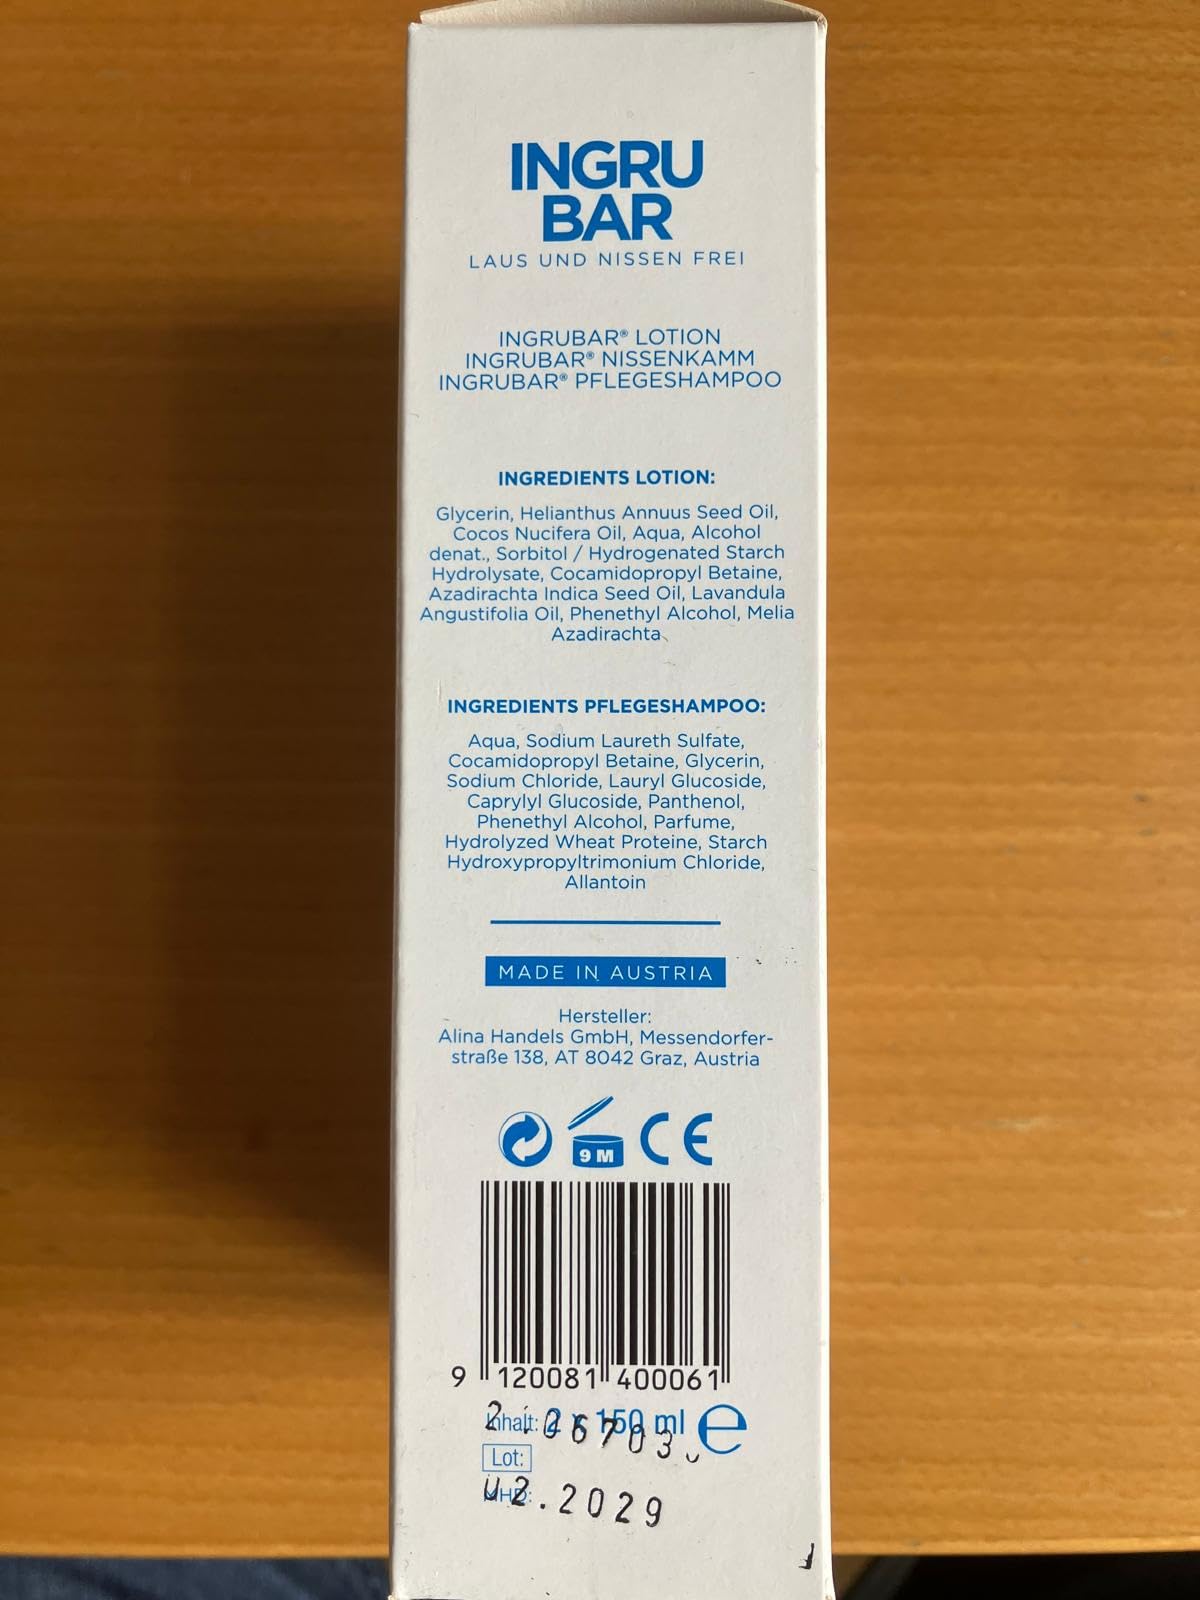 INGRU
BAR
LAUS UND NISSEN FREI
INGRUBAR® LOTION
INGRUBAR® NISSENKAMM
INGRUBAR® PFLEGESHAMPOO
INGREDIENTS LOTION:
Glycerin, Helianthus Annuus Seed Oil,
Cocos Nucifera Oil, Aqua, Alcohol
denat., Sorbitol / Hydrogenated Starch
Hydrolysate, Cocamidopropyl Betaine,
Azadirachta Indica Seed Oil, Lavandula
Angustifolia Oil, Phenethyl Alcohol, Melia
Azadirachta
INGREDIENTS PFLEGESHAMPOO:
Aqua, Sodium Laureth Sulfate,
Cocamidopropyl Betaine, Glycerin,
Sodium Chloride, Lauryl Glucoside,
Caprylyl Glucoside, Panthenol,
Phenethyl Alcohol, Parfume,
Hydrolyzed Wheat Proteine, Starch
Hydroxypropyltrimonium Chloride,
Allantoin
MADE IN AUSTRIA
Hersteller:
Alina Handels GmbH, Messendorfer-
straße 138, AT 8042 Graz, Austria
9 M CE
9 120081 400061
Inhalt: 2 x 150 ml e
Lot:
MHD:
02.2029